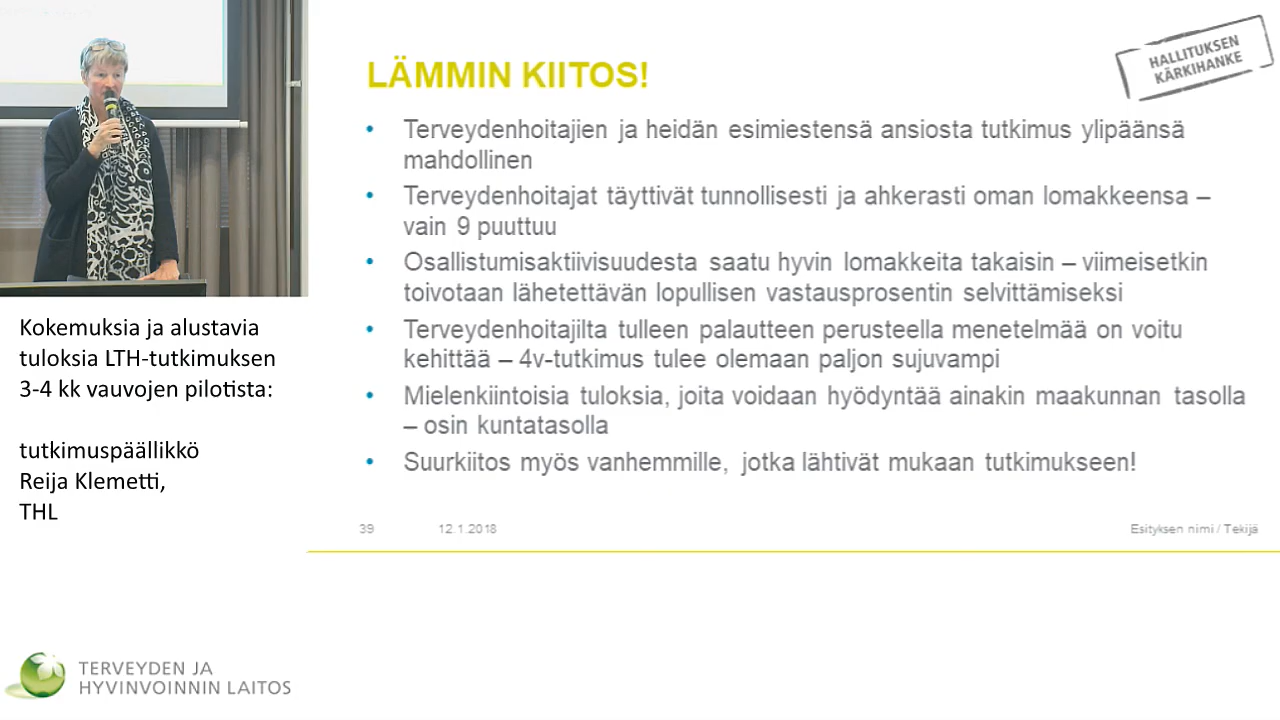 LÄMMIN KIITOS!
HALLITUKSEN
KÄRKIHANKE
• Terveydenhoitajien ja heidän esimiestensä ansiosta tutkimus ylipäänsä
mahdollinen
• Terveydenhoitajat täyttivät tunnollisesti ja ahkerasti oman lomakkeensa –
vain 9 puuttuu
• Osallistumisaktiivisuudesta saatu hyvin lomakkeita takaisin – viimeisetkin
toivotaan lähetettävän lopullisen vastausprosentin selvittämiseksi
• Terveydenhoitajilta tulleen palautteen perusteella menetelmää on voitu
kehittää – 4v-tutkimus tulee olemaan paljon sujuvampi
• Mielenkiintoisia tuloksia, joita voidaan hyödyntää ainakin maakunnan tasolla
– osin kuntatasolla
• Suurkiitos myös vanhemmille, jotka lähtivät mukaan tutkimukseen!
39 12.1.2018 Esityksen nimi / Tekijä
Kokemuksia ja alustavia
tuloksia LTH-tutkimuksen
3-4 kk vauvojen pilotista:
tutkimuspäällikkö
Reija Klemetti,
THL
TERVEYDEN JA
HYVINVOINNIN LAITOS